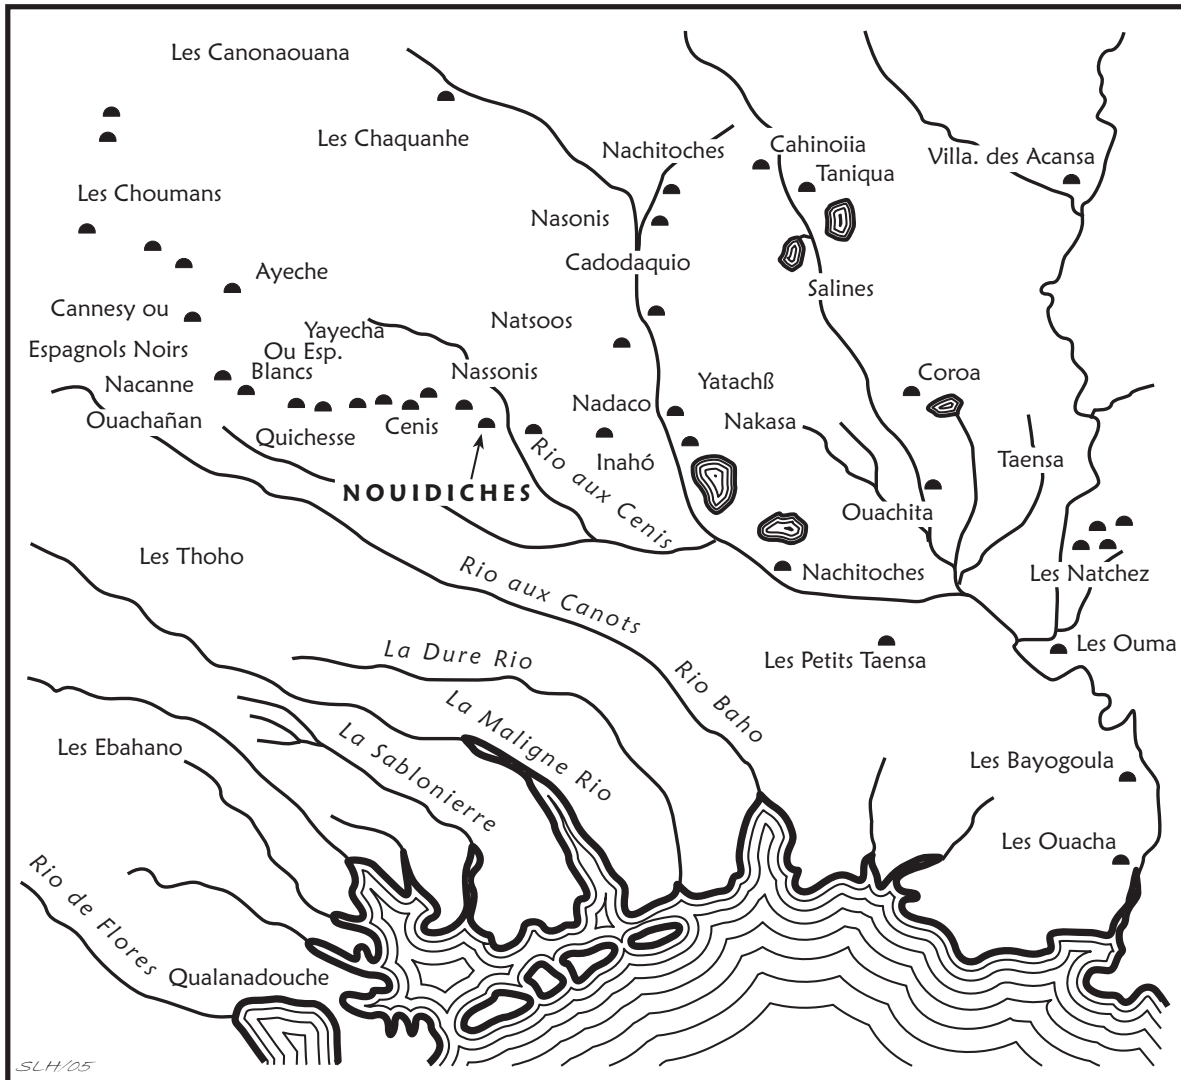 Les Canonaouana
Les Chaquanhe
Nachitoches
Cahinoiia
Villa. des Acansa
Taniqua
Les Choumans
Nasonis
Cadodaquio
Ayeche
Salines
Cannesy ou
Espagnols Noirs
Yayecha
Ou Esp.
Blancs
Natsoos
Nacanne
Nassonis
Coroa
Yatachß
Ouachañan
Nadaco
Nakasa
Quichesse
Cenis
Inahó
Taensa
NOUIDICHES
Rio aux Cenis
Ouachita
Les Thoho
Rio aux Canots
Nachitoches
Les Natchez
La Dure Rio
Rio Baho
Les Petits Taensa
Les Ouma
La Maligne Rio
La Sablonierre
Les Ebahano
Les Bayogoula
Les Ouacha
Rio de Flores
Qualanadouche
SLH/05